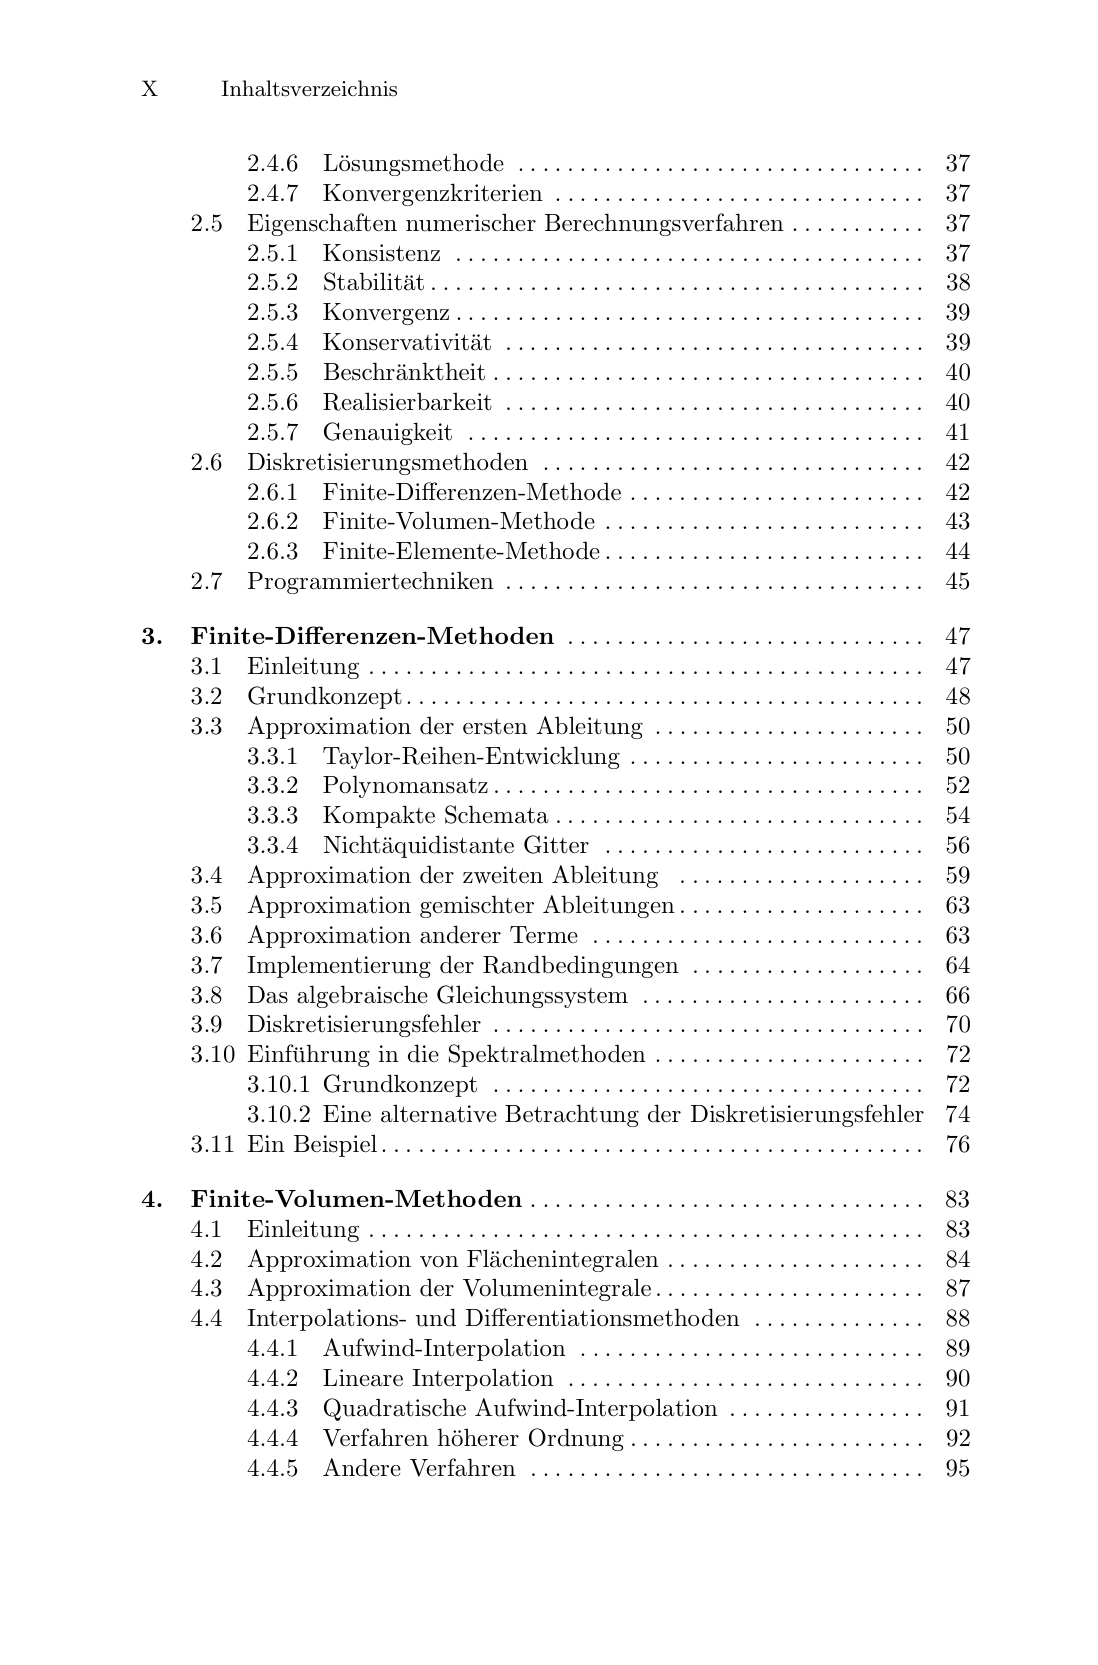 X Inhaltsverzeichnis
2.4.6 Lösungsmethode ................................. 37
2.4.7 Konvergenzkriterien .............................. 37
2.5 Eigenschaften numerischer Berechnungsverfahren ........... 37
2.5.1 Konsistenz ...................................... 37
2.5.2 Stabilität ........................................ 38
2.5.3 Konvergenz ...................................... 39
2.5.4 Konservativität .................................. 39
2.5.5 Beschränktheit ................................... 40
2.5.6 Realisierbarkeit .................................. 40
2.5.7 Genauigkeit ..................................... 41
2.6 Diskretisierungsmethoden ............................... 42
2.6.1 Finite-Differenzen-Methode ........................ 42
2.6.2 Finite-Volumen-Methode .......................... 43
2.6.3 Finite-Elemente-Methode .......................... 44
2.7 Programmiertechniken .................................. 45
3. Finite-Differenzen-Methoden ............................. 47
3.1 Einleitung ............................................. 47
3.2 Grundkonzept .......................................... 48
3.3 Approximation der ersten Ableitung ...................... 50
3.3.1 Taylor-Reihen-Entwicklung ........................ 50
3.3.2 Polynomansatz ................................... 52
3.3.3 Kompakte Schemata .............................. 54
3.3.4 Nichtäquidistante Gitter .......................... 56
3.4 Approximation der zweiten Ableitung .................... 59
3.5 Approximation gemischter Ableitungen .................... 63
3.6 Approximation anderer Terme ........................... 63
3.7 Implementierung der Randbedingungen ................... 64
3.8 Das algebraische Gleichungssystem ....................... 66
3.9 Diskretisierungsfehler ................................... 70
3.10 Einführung in die Spektralmethoden ...................... 72
3.10.1 Grundkonzept ................................... 72
3.10.2 Eine alternative Betrachtung der Diskretisierungsfehler 74
3.11 Ein Beispiel ............................................ 76
4. Finite-Volumen-Methoden ................................ 83
4.1 Einleitung ............................................. 83
4.2 Approximation von Flächenintegralen ..................... 84
4.3 Approximation der Volumenintegrale ...................... 87
4.4 Interpolations- und Differentiationsmethoden .............. 88
4.4.1 Aufwind-Interpolation ............................ 89
4.4.2 Lineare Interpolation ............................. 90
4.4.3 Quadratische Aufwind-Interpolation ................ 91
4.4.4 Verfahren höherer Ordnung ........................ 92
4.4.5 Andere Verfahren ................................ 95